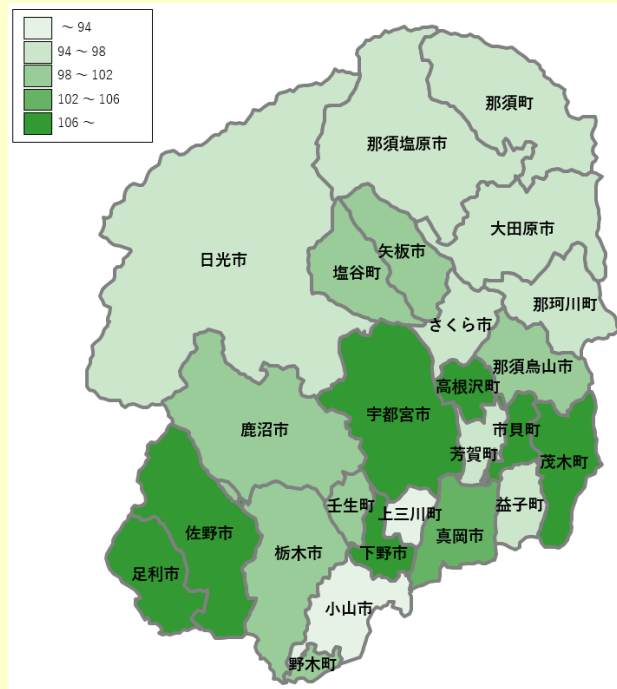 ～ 94
94 ～ 98
98 ～ 102
102 ～ 106
106 ～
那須町
那須塩原市
大田原市
矢板市
日光市
塩谷町
那珂川町
さくら市
那須烏山市
高根沢町
宇都宮市
市貝町
鹿沼市
芳賀町
茂木町
壬生町
上三川町
益子町
佐野市
真岡市
栃木市
下野市
足利市
小山市
野木町